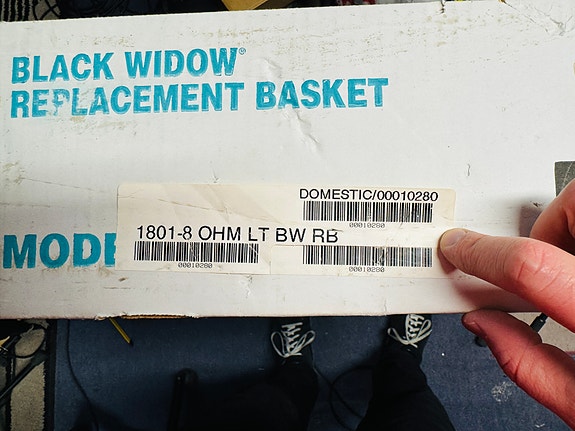 BLACK WIDOW®
REPLACEMENT BASKET
DOMESTIC/00010280
00010280
1801-8 OHM LT BW RB
00010280
00010280
MODE